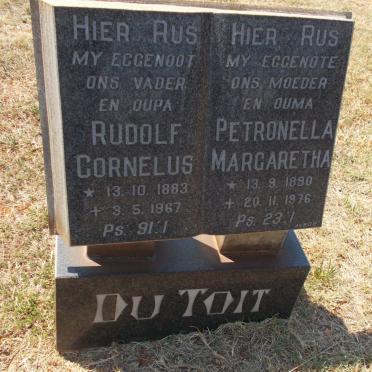 HIER RUS
MY EGGENOOT
ONS VADER
EN OUPA
RUDOLF
CORNELUS
* 13.10.1883
+ 3.5.1967
PS. 91:1
HIER RUS
MY EGGENOTE
ONS MOEDER
EN OUMA
PETRONELLA
MARGARETHA
* 13.9.1890
+ 20.11.1976
PS. 23:1
DU TOIT